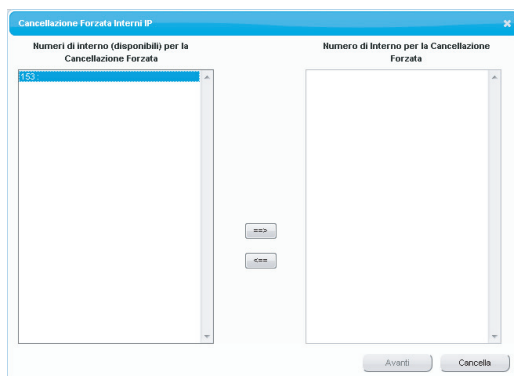 Cancellazione Forzata Interni IP
Numeri di interno (disponibili) per la
Cancellazione Forzata
Numero di Interno per la Cancellazione
Forzata
153 :
==>
<==
Avanti
Cancella